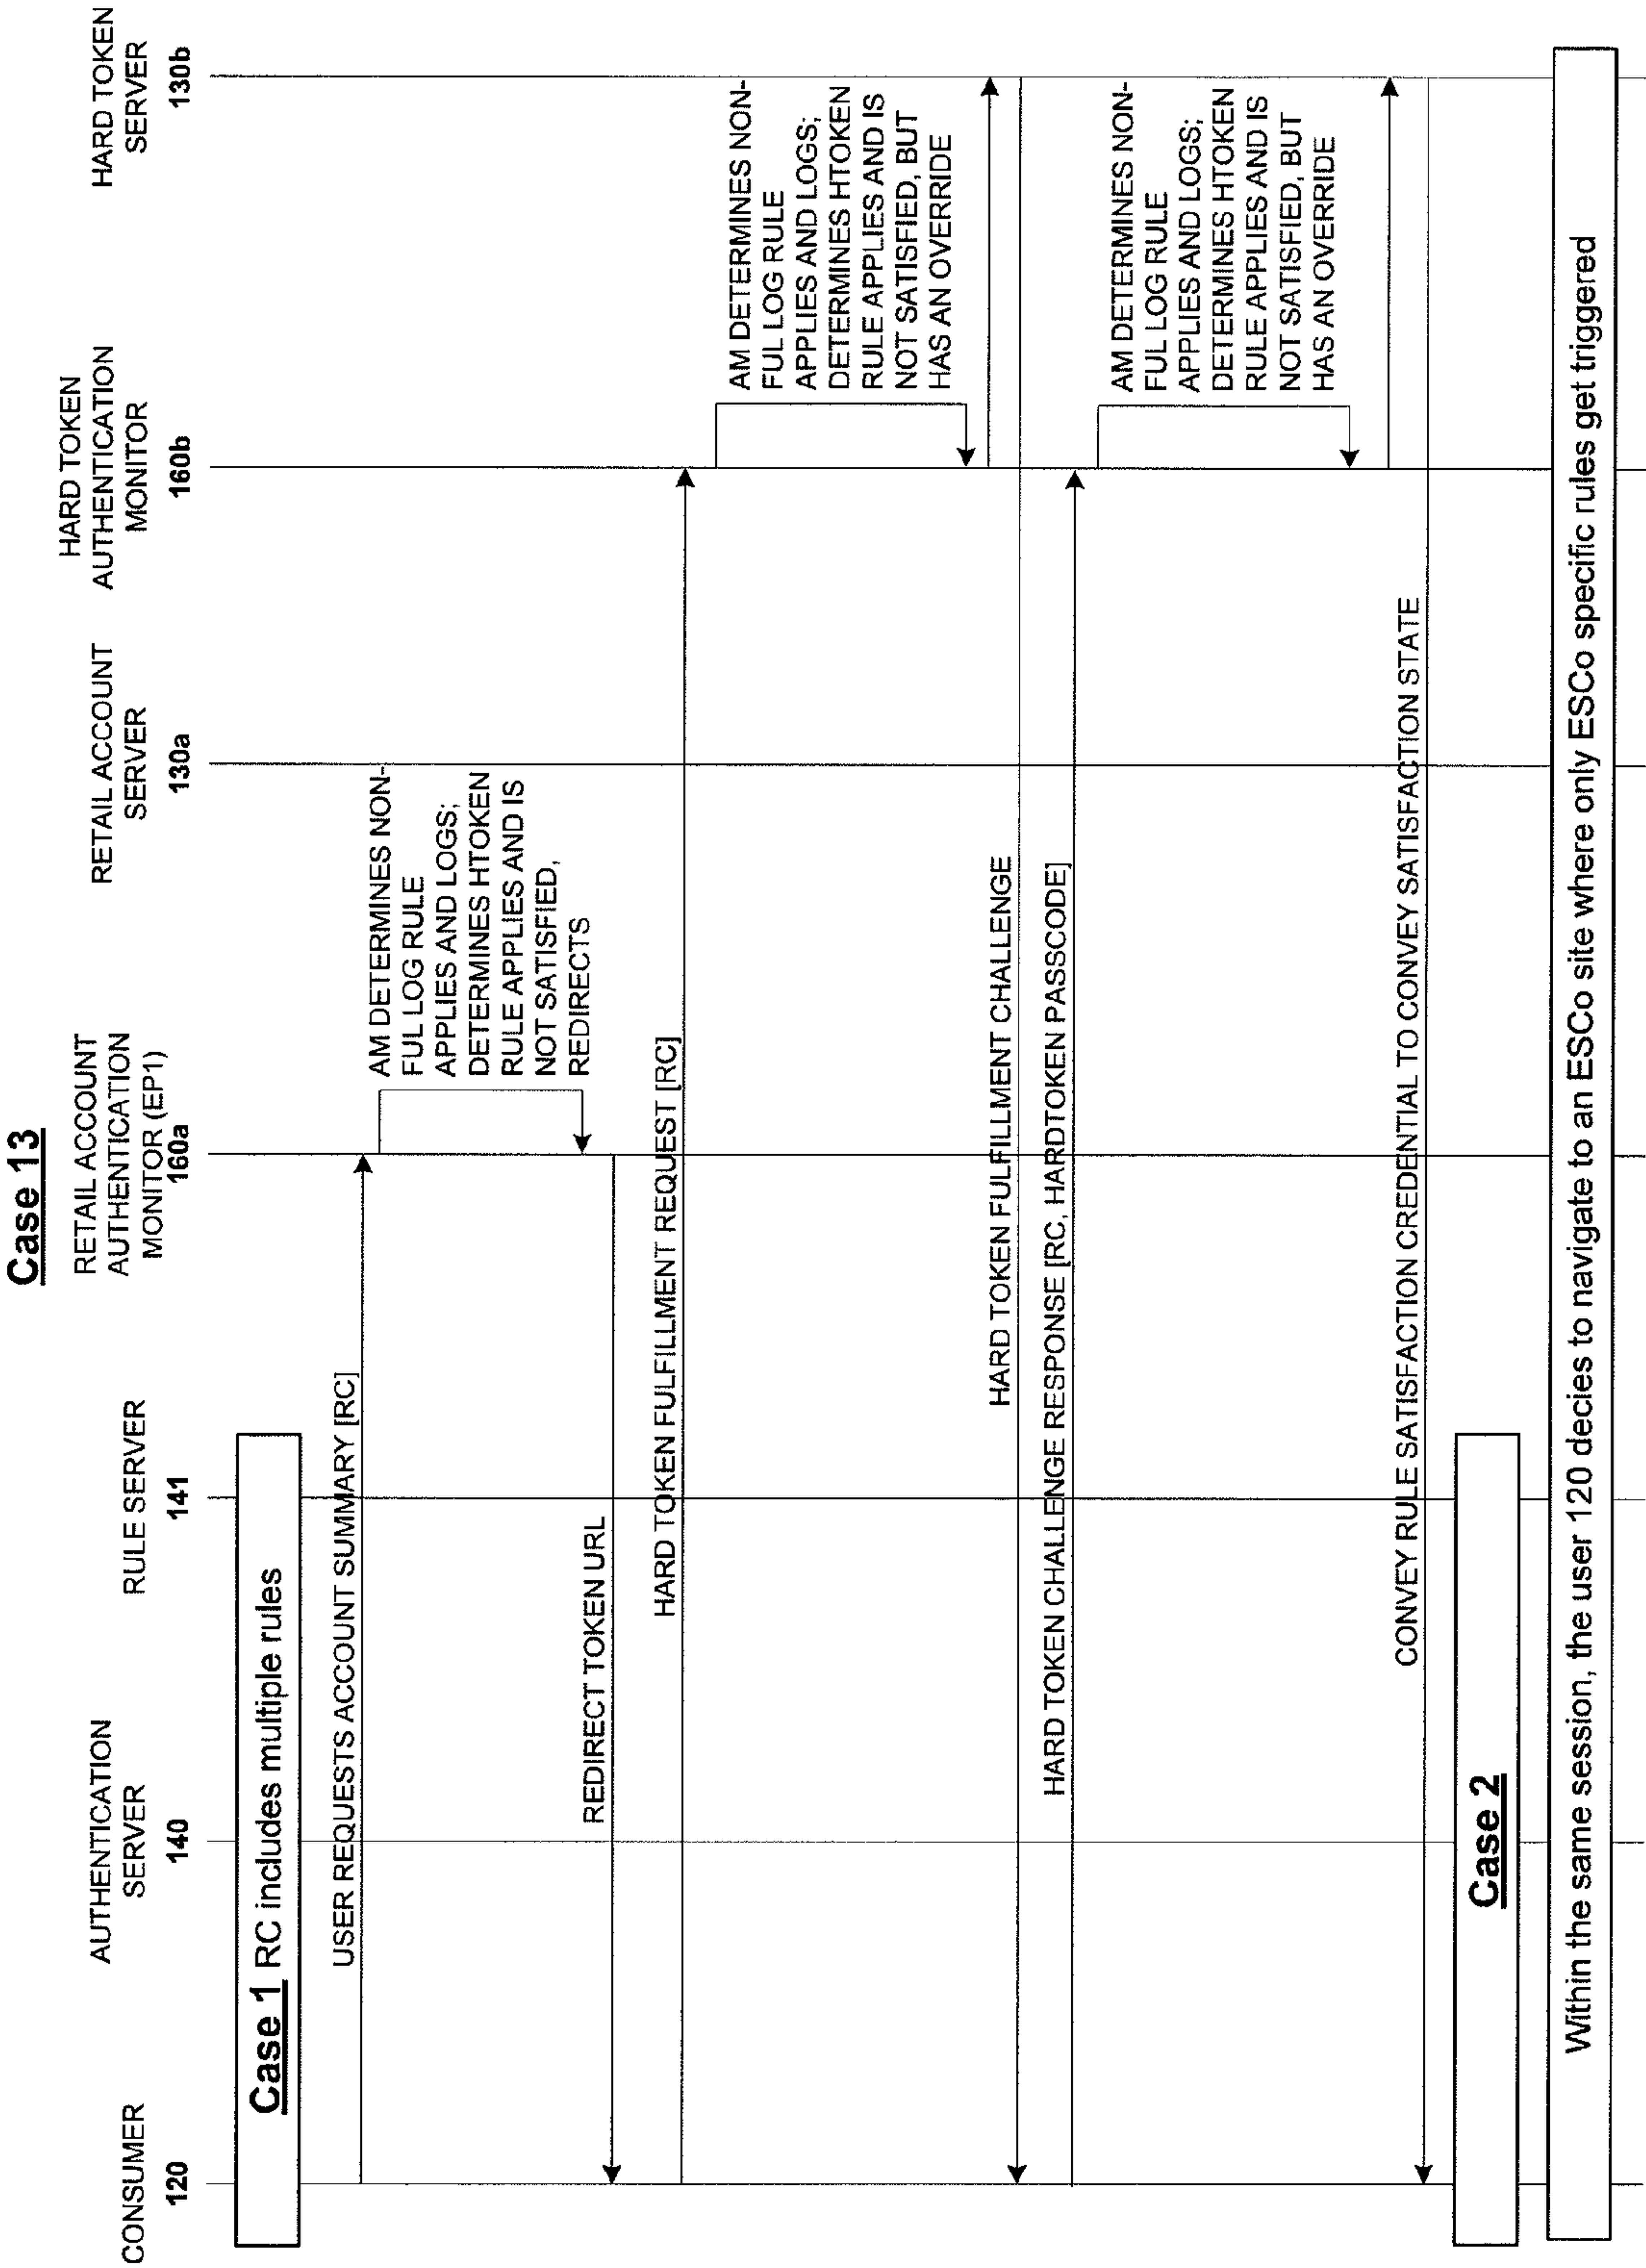 Case 13
CONSUMER
120
AUTHENTICATION
SERVER
140
RULE SERVER
141
RETAIL ACCOUNT
AUTHENTICATION
MONITOR (EP1)
160a
RETAIL ACCOUNT
SERVER
130a
HARD TOKEN
AUTHENTICATION
MONITOR
160b
HARD TOKEN
SERVER
130b
Case 1 RC includes multiple rules
USER REQUESTS ACCOUNT SUMMARY [RC]
AM DETERMINES NON-
FUL LOG RULE
APPLIES AND LOGS;
DETERMINES HTOKEN
RULE APPLIES AND IS
NOT SATISFIED,
REDIRECTS
REDIRECT TOKEN URL
HARD TOKEN FULFILLMENT REQUEST [RC]
AM DETERMINES NON-
FUL LOG RULE
APPLIES AND LOGS;
DETERMINES HTOKEN
RULE APPLIES AND IS
NOT SATISFIED, BUT
HAS AN OVERRIDE
HARD TOKEN FULFILLMENT CHALLENGE
HARD TOKEN CHALLENGE RESPONSE [RC, HARDTOKEN PASSCODE]
AM DETERMINES NON-
FUL LOG RULE
APPLIES AND LOGS;
DETERMINES HTOKEN
RULE APPLIES AND IS
NOT SATISFIED, BUT
HAS AN OVERRIDE
CONVEY RULE SATISFACTION CREDENTIAL TO CONVEY SATISFACTION STATE
Case 2
Within the same session, the user 120 decies to navigate to an ESCo site where only ESCo specific rules get triggered